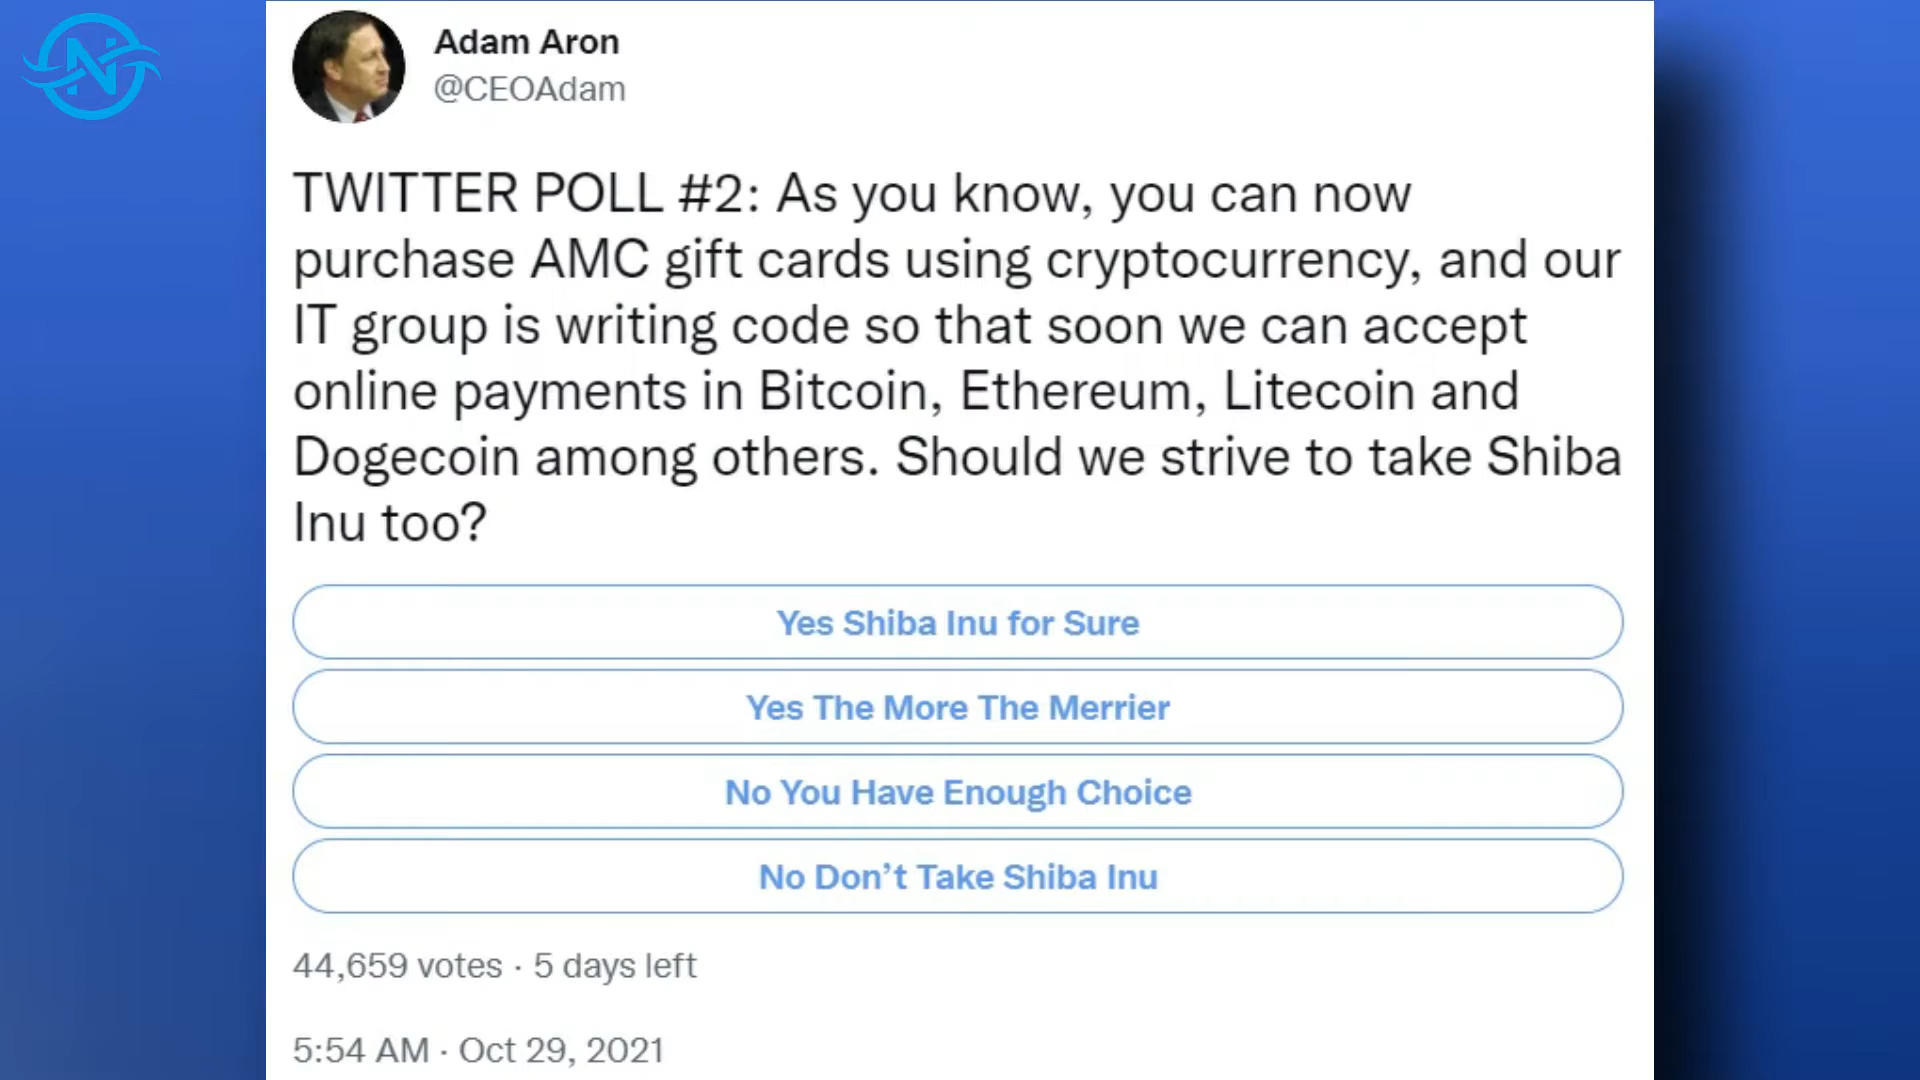 Adam Aron
@CEOAdam
TWITTER POLL #2: As you know, you can now
purchase AMC gift cards using cryptocurrency, and our
IT group is writing code so that soon we can accept
online payments in Bitcoin, Ethereum, Litecoin and
Dogecoin among others. Should we strive to take Shiba
Inu too?
Yes Shiba Inu for Sure
Yes The More The Merrier
No You Have Enough Choice
No Don’t Take Shiba Inu
44,659 votes · 5 days left
5:54 AM · Oct 29, 2021